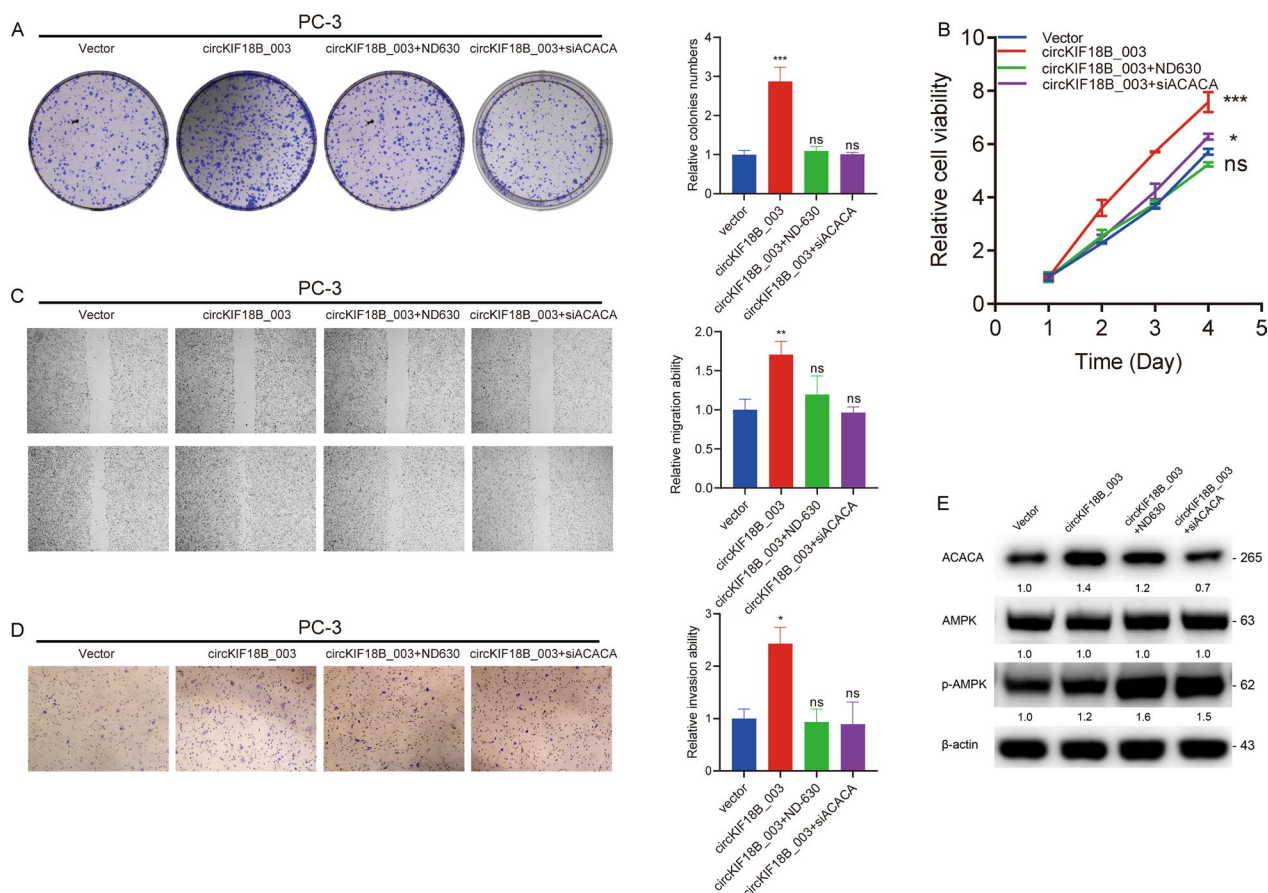 A
PC-3
Vector circKIF18B_003 circKIF18B_003+ND630 circKIF18B_003+siACACA
Relative colonies numbers
5
4
3
2
1
0
***
ns
ns
vector
circKIF18B_003
circKIF18B_003+ND-630
circKIF18B_003+siACACA
B
Relative cell viability
10
8
6
4
2
0
Vector
circKIF18B_003
circKIF18B_003+ND630
circKIF18B_003+siACACA
***
*
ns
0 1 2 3 4 5
Time (Day)
C
PC-3
Vector circKIF18B_003 circKIF18B_003+ND630 circKIF18B_003+siACACA
Relative migration ability
2.0
1.5
1.0
0.5
0.0
**
ns
ns
vector
circKIF18B_003
circKIF18B_003+ND-630
circKIF18B_003+siACACA
D
PC-3
Vector circKIF18B_003 circKIF18B_003+ND630 circKIF18B_003+siACACA
Relative invasion ability
3
2
1
0
*
ns
ns
vector
circKIF18B_003
circKIF18B_003+ND-630
circKIF18B_003+siACACA
E
Vector
circKIF18B_003
circKIF18B_003
+ND630
circKIF18B_003
+siACACA
ACACA - 265
1.0 1.4 1.2 0.7
AMPK - 63
1.0 1.0 1.0 1.0
p-AMPK - 62
1.0 1.2 1.6 1.5
β-actin - 43